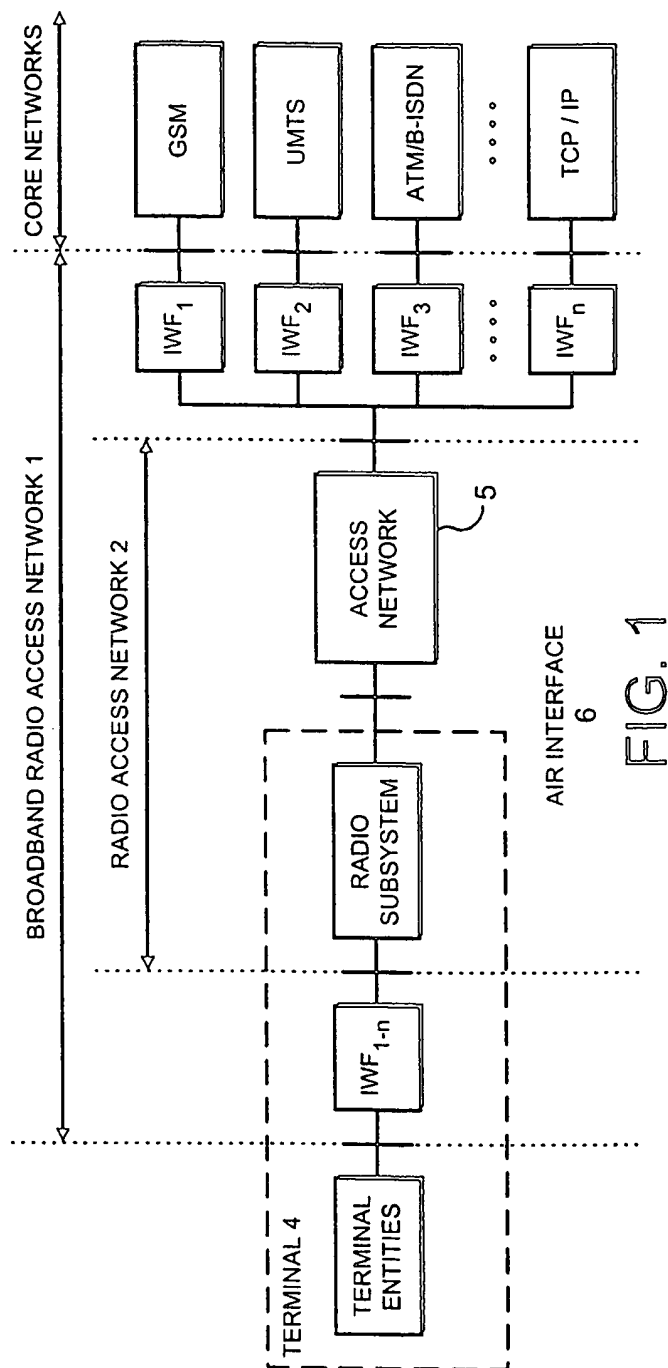 CORE NETWORKS
BROADBAND RADIO ACCESS NETWORK 1
RADIO ACCESS NETWORK 2
GSM
UMTS
ATM/B-ISDN
TCP / IP
IWF1
IWF2
IWF3
IWFn
ACCESS
NETWORK
5
RADIO
SUBSYSTEM
IWF1-n
TERMINAL
ENTITIES
TERMINAL 4
AIR INTERFACE
6
FIG. 1